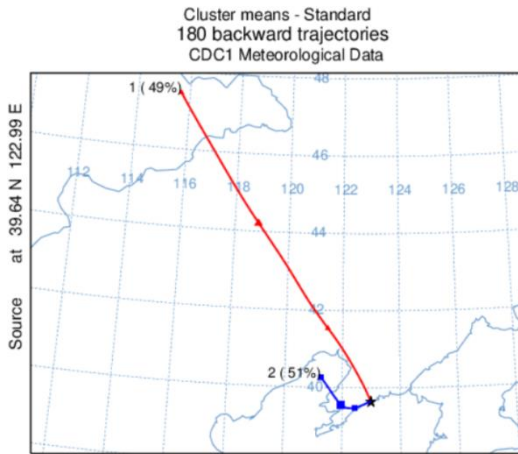 Cluster means - Standard
180 backward trajectories
CDC1 Meteorological Data
Source at 39.64 N 122.99 E
1 ( 49%)
48
46
112
114
116
118
120
122
124
126
128
44
42
2 ( 51%)
40